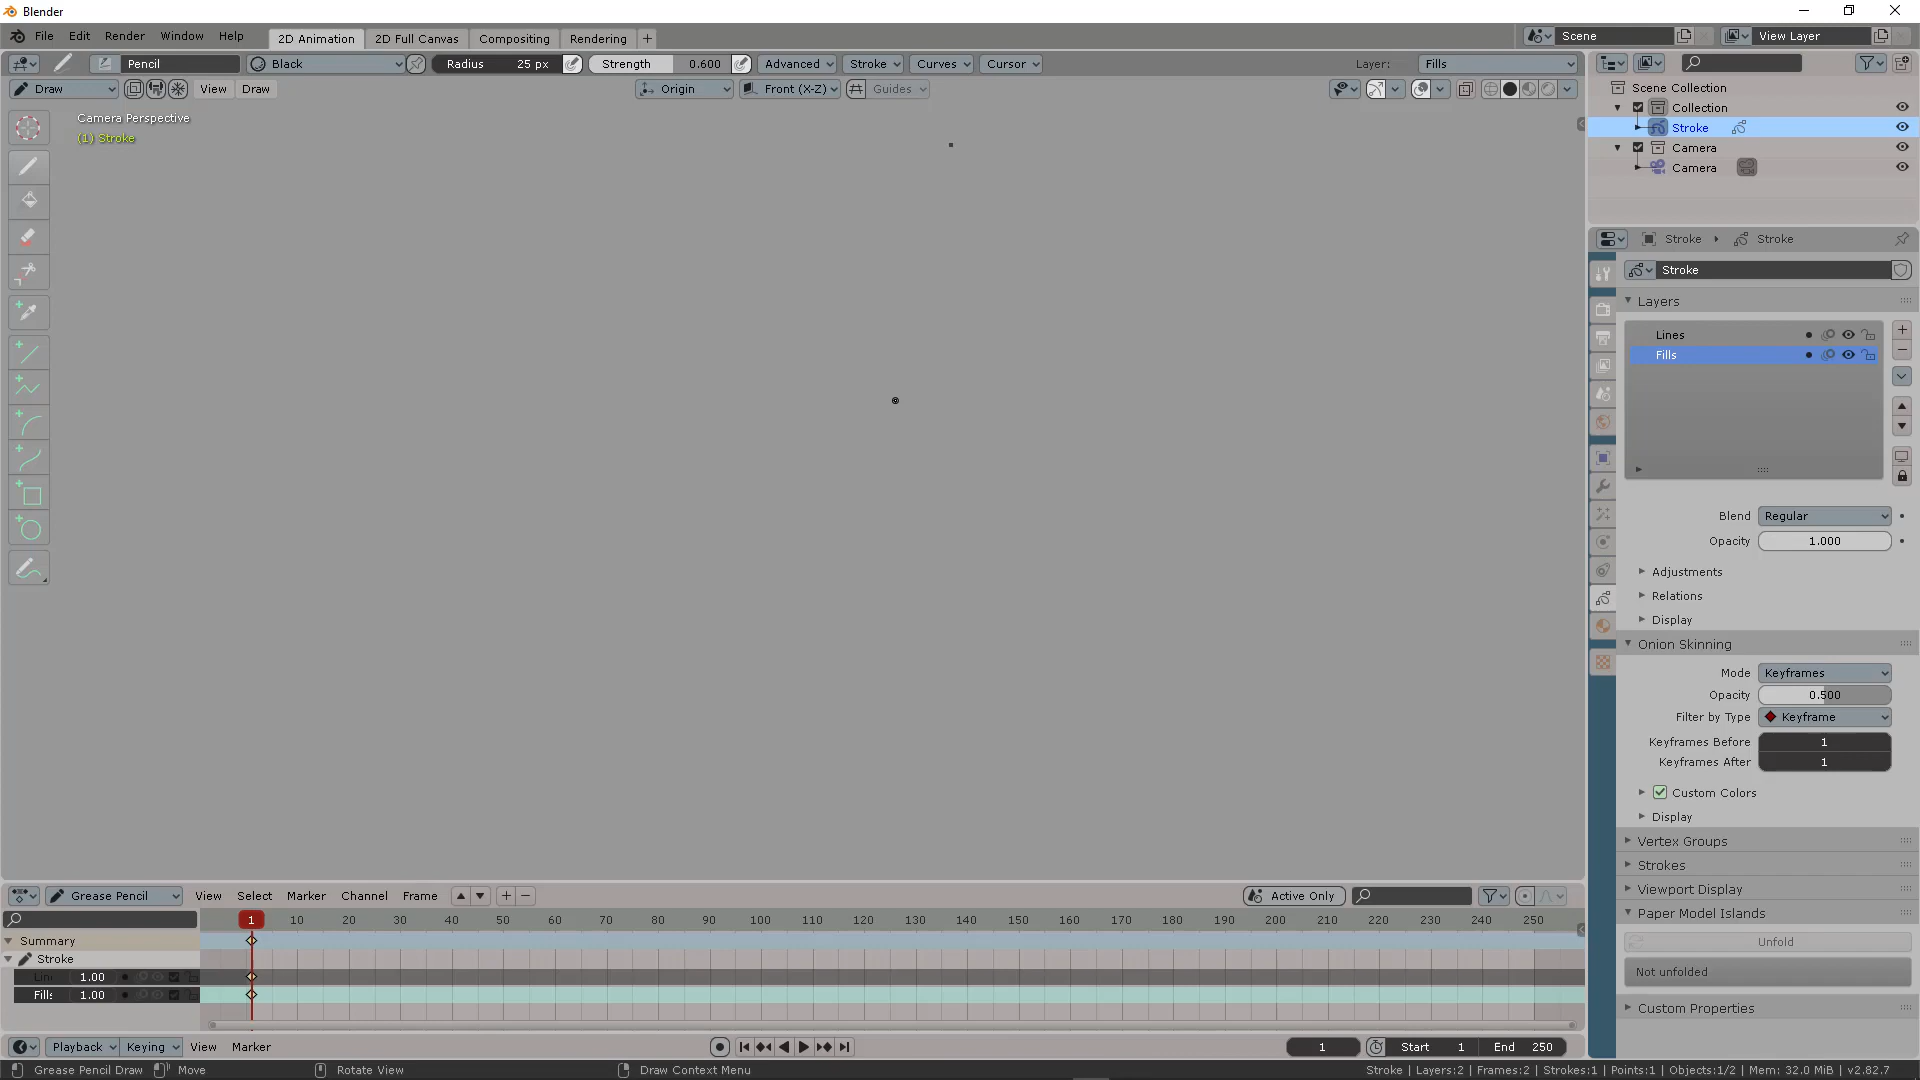 Blender
File Edit Render Window Help 2D Animation 2D Full Canvas Compositing Rendering + Scene View Layer
Pencil Black Radius 25 px Strength 0.600 Advanced Stroke Curves Cursor Layer: Fills
Draw View Draw Origin Front (X-Z) Guides
Camera Perspective
(1) Stroke
Scene Collection
Collection
Stroke
Camera
Camera
Stroke Stroke
Stroke
Layers
Lines
Fills
Blend Regular
Opacity 1.000
Adjustments
Relations
Display
Onion Skinning
Mode Keyframes
Opacity 0.500
Filter by Type Keyframe
Keyframes Before 1
Keyframes After 1
Custom Colors
Display
Vertex Groups
Strokes
Viewport Display
Paper Model Islands
Unfold
Not unfolded
Custom Properties
Grease Pencil View Select Marker Channel Frame Active Only
1 10 20 30 40 50 60 70 80 90 100 110 120 130 140 150 160 170 180 190 200 210 220 230 240 250
Summary
Stroke
Lin 1.00
Fills 1.00
Playback Keying View Marker 1 Start 1 End 250
Grease Pencil Draw Move Rotate View Draw Context Menu Stroke | Layers:2 | Frames:2 | Strokes:1 | Points:1 | Objects:1/2 | Mem: 32.0 MiB | v2.82.7